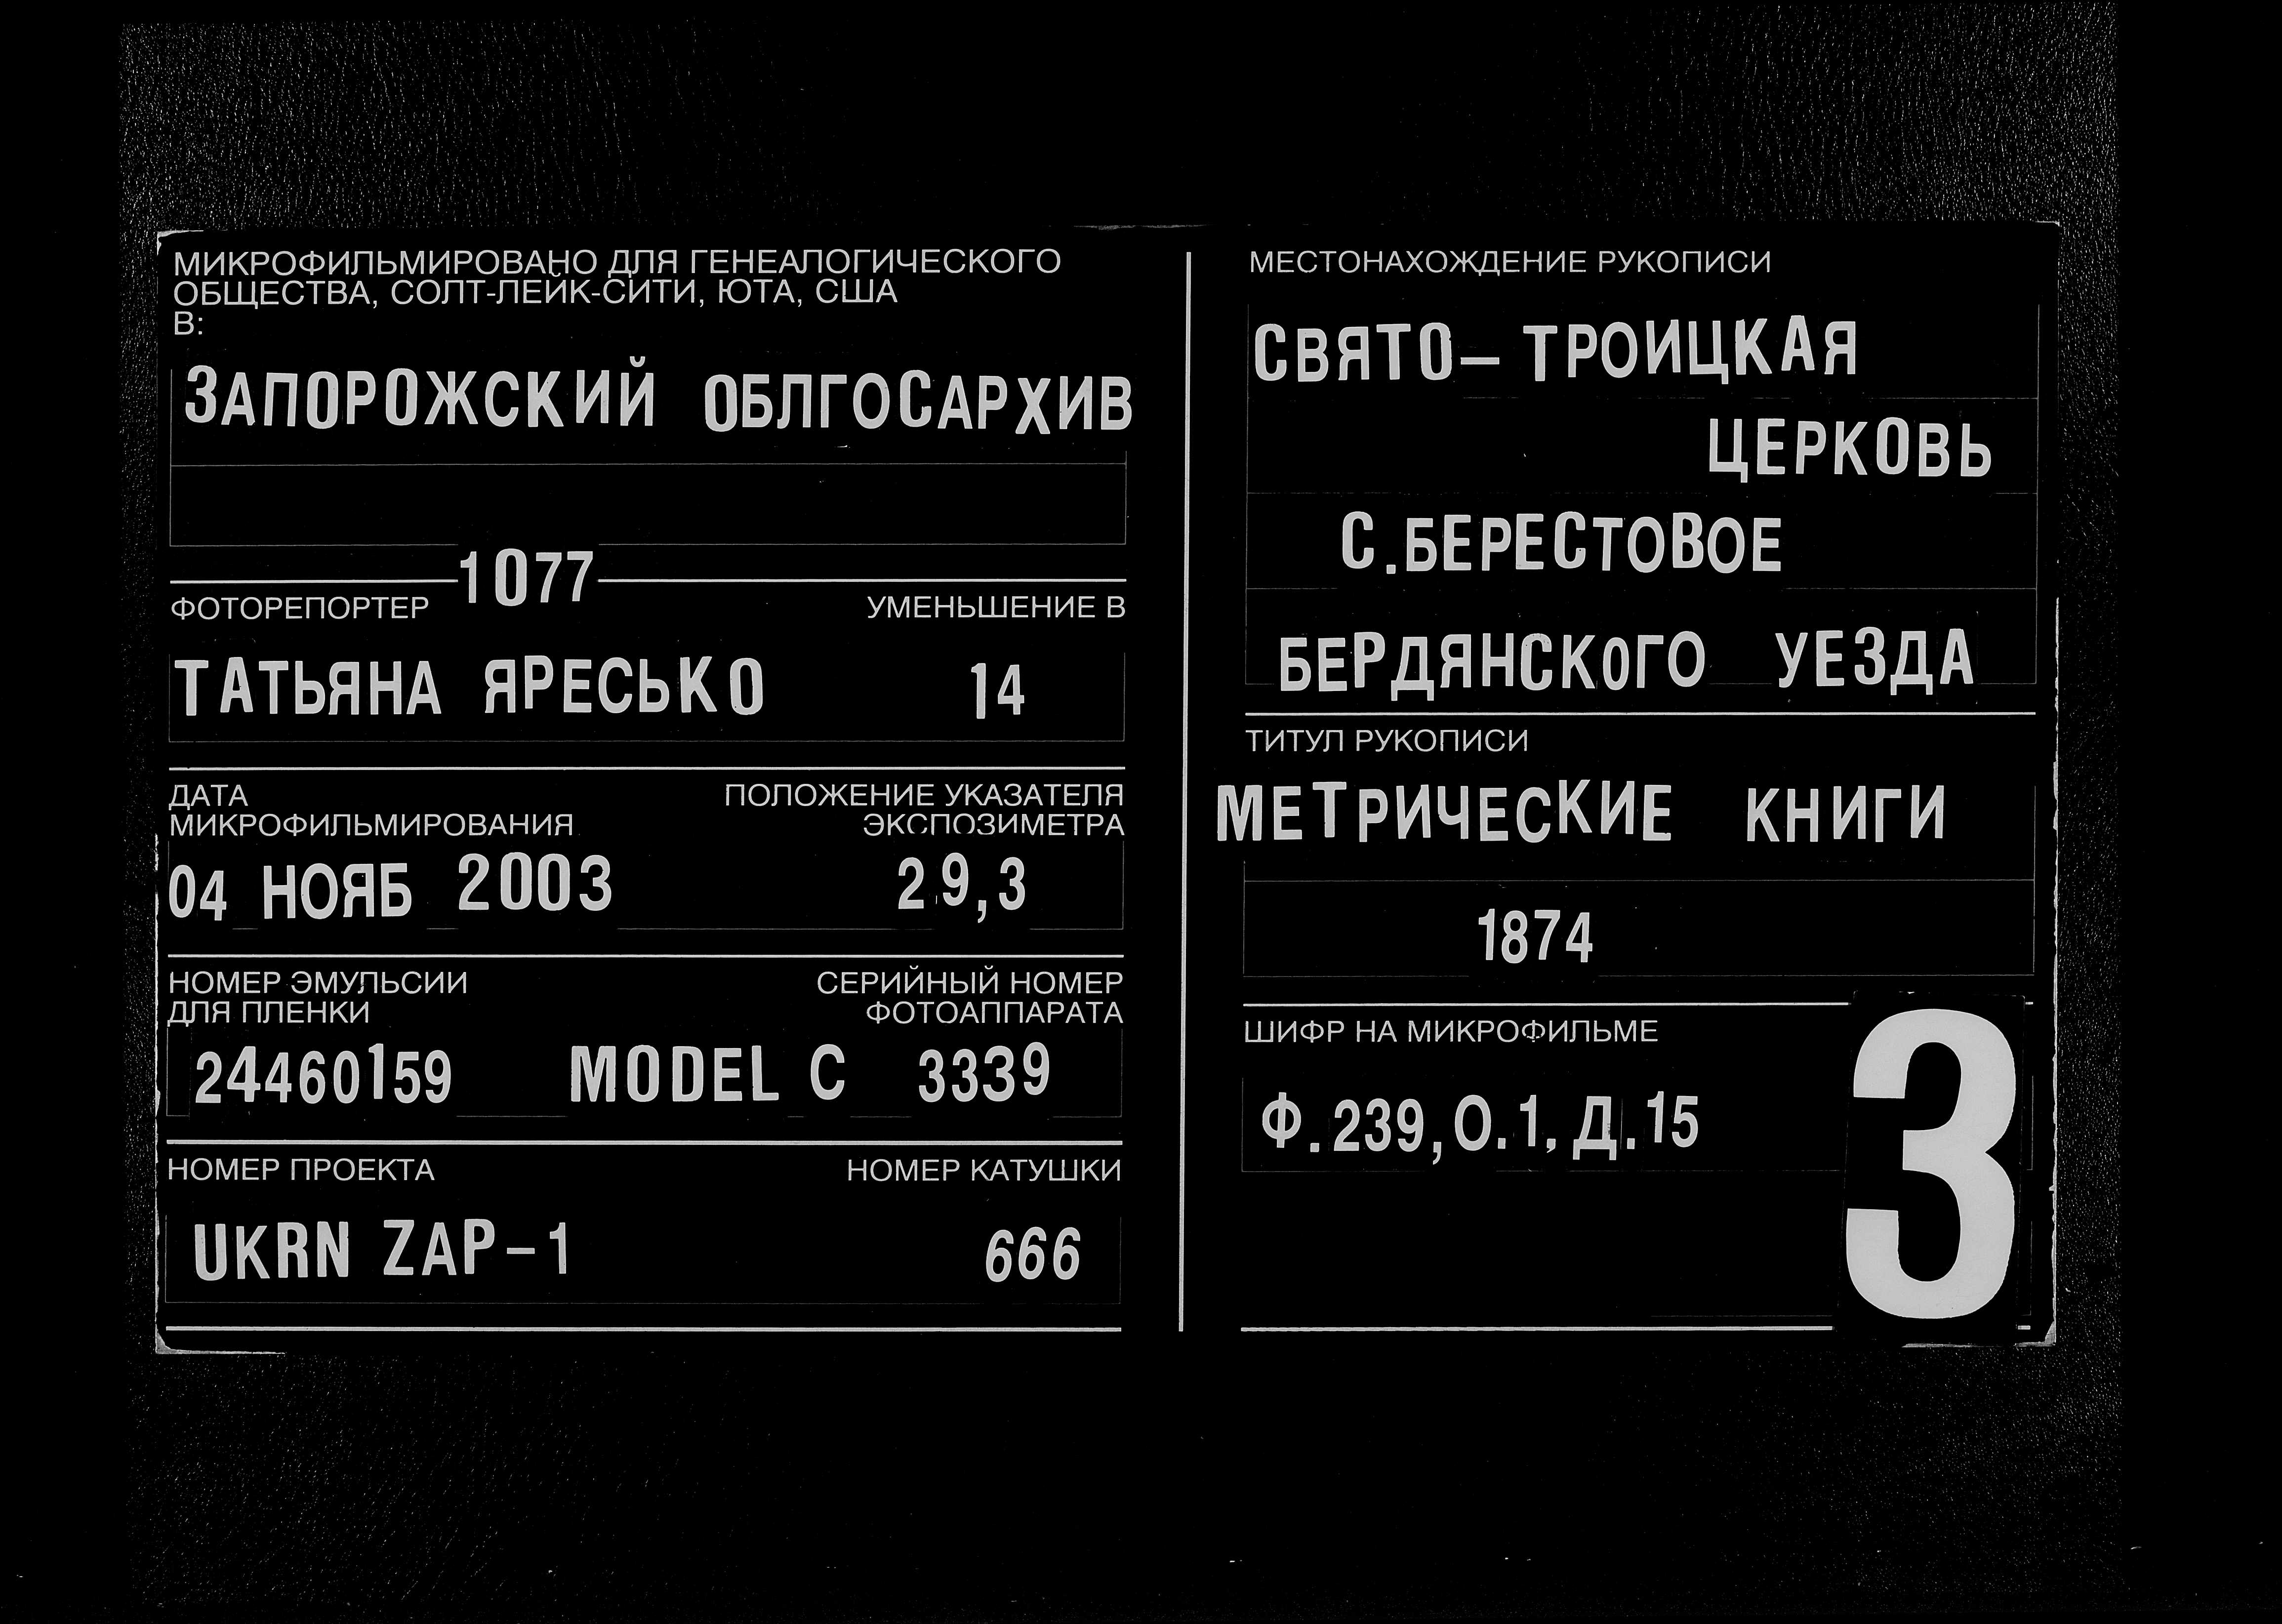 МИКРОФИЛЬМИРОВАНО ДЛЯ ГЕНЕАЛОГИЧЕСКОГО
ОБЩЕСТВА, СОЛТ-ЛЕЙК-СИТИ, ЮТА, США
В:
ЗАПОРОЖСКИЙ ОБЛГОСАРХИВ
1077
ФОТОРЕПОРТЕР УМЕНЬШЕНИЕ В
ТАТЬЯНА ЯРЕСЬКО 14
ДАТА ПОЛОЖЕНИЕ УКАЗАТЕЛЯ
МИКРОФИЛЬМИРОВАНИЯ ЭКСПОЗИМЕТРА
04 НОЯБ 2003 29,3
НОМЕР ЭМУЛЬСИИ СЕРИЙНЫЙ НОМЕР
ДЛЯ ПЛЕНКИ ФОТОАППАРАТА
24460159 MODEL C 3339
НОМЕР ПРОЕКТА НОМЕР КАТУШКИ
UKRN ZAP-1 666
МЕСТОНАХОЖДЕНИЕ РУКОПИСИ
СВЯТО-ТРОИЦКАЯ
ЦЕРКОВЬ
С.БЕРЕСТОВОЕ
БЕРДЯНСКОГО УЕЗДА
ТИТУЛ РУКОПИСИ
МЕТРИЧЕСКИЕ КНИГИ
1874
ШИФР НА МИКРОФИЛЬМЕ
Ф.239,О.1,Д.15
3